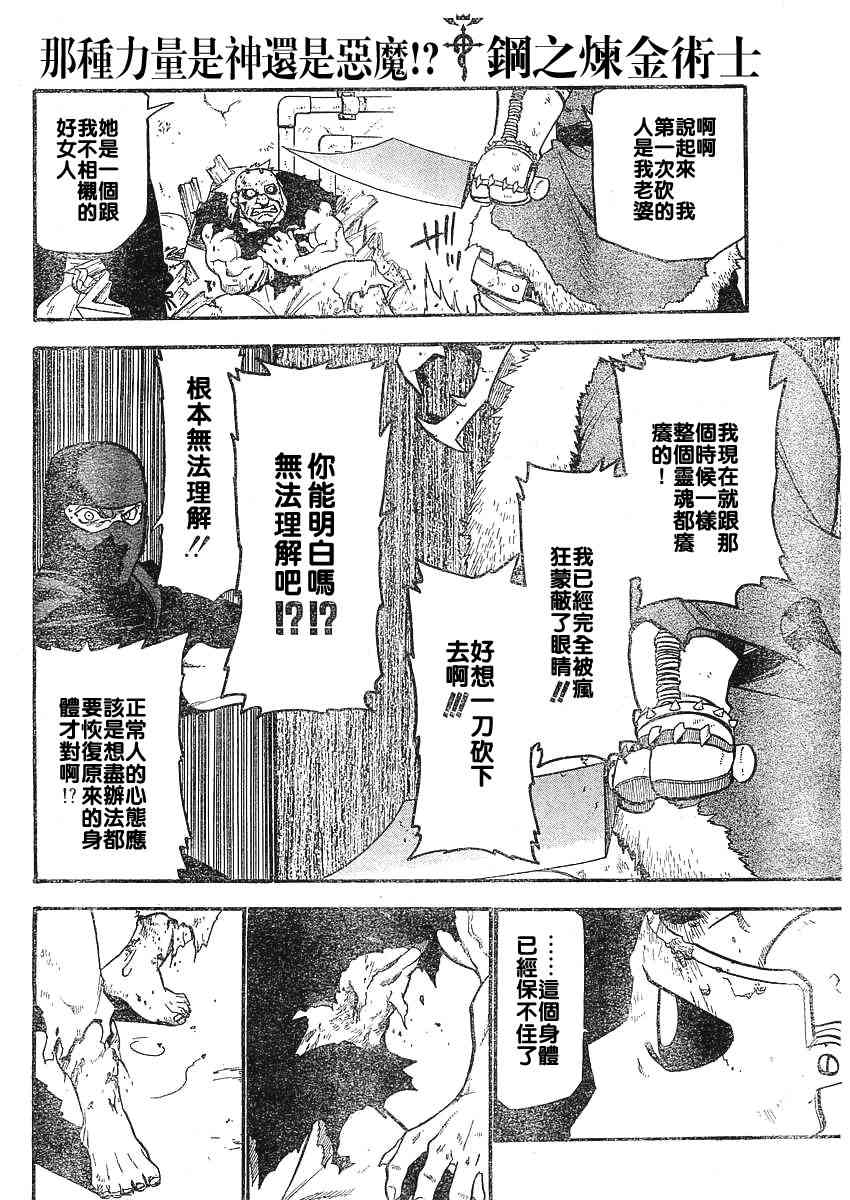 那種力量是神還是惡魔!? 鋼之煉金術士
啊啊
說起來 我
第一次砍的
人是我老婆
她是一個跟
我不相襯的
好女人
我現在就跟那
個時候一樣
整個靈魂都癢
癢的！
我已經完全被瘋
狂蒙蔽了眼睛!!
好想一刀砍下
去啊!!!
你能明白嗎!?
無法理解吧!?
根本無法理解!!
正常人的心態應
該是想盡辦法都
要恢復原來的身
體才對啊!?
……這個身體
已經保不住了